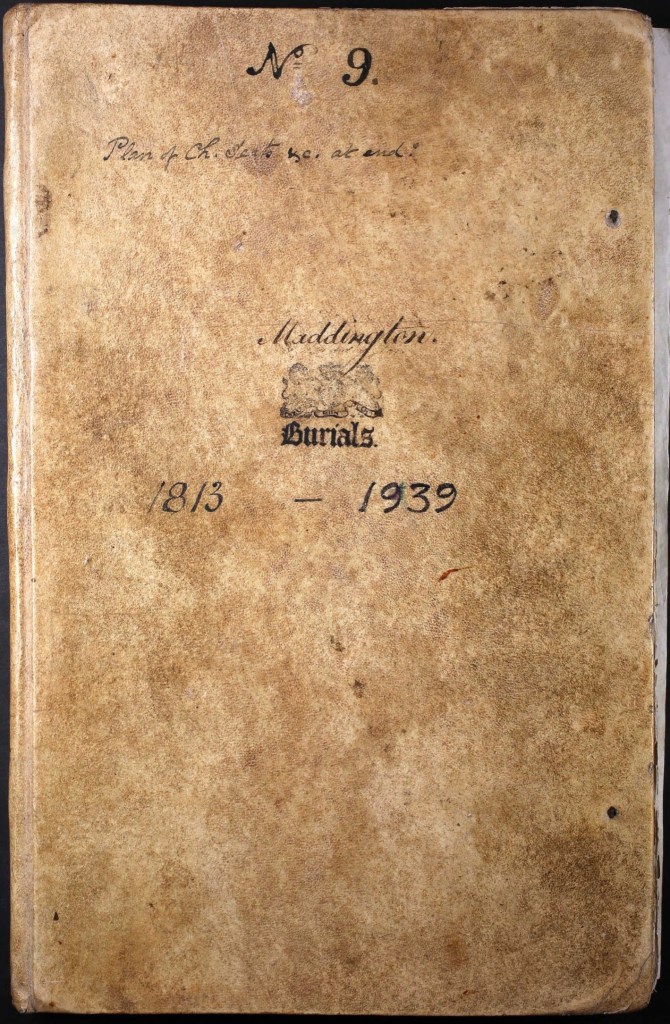 No 9.
Plan of Ch. Seats &c. at end.
Maddington.
Burials.
1813 — 1939